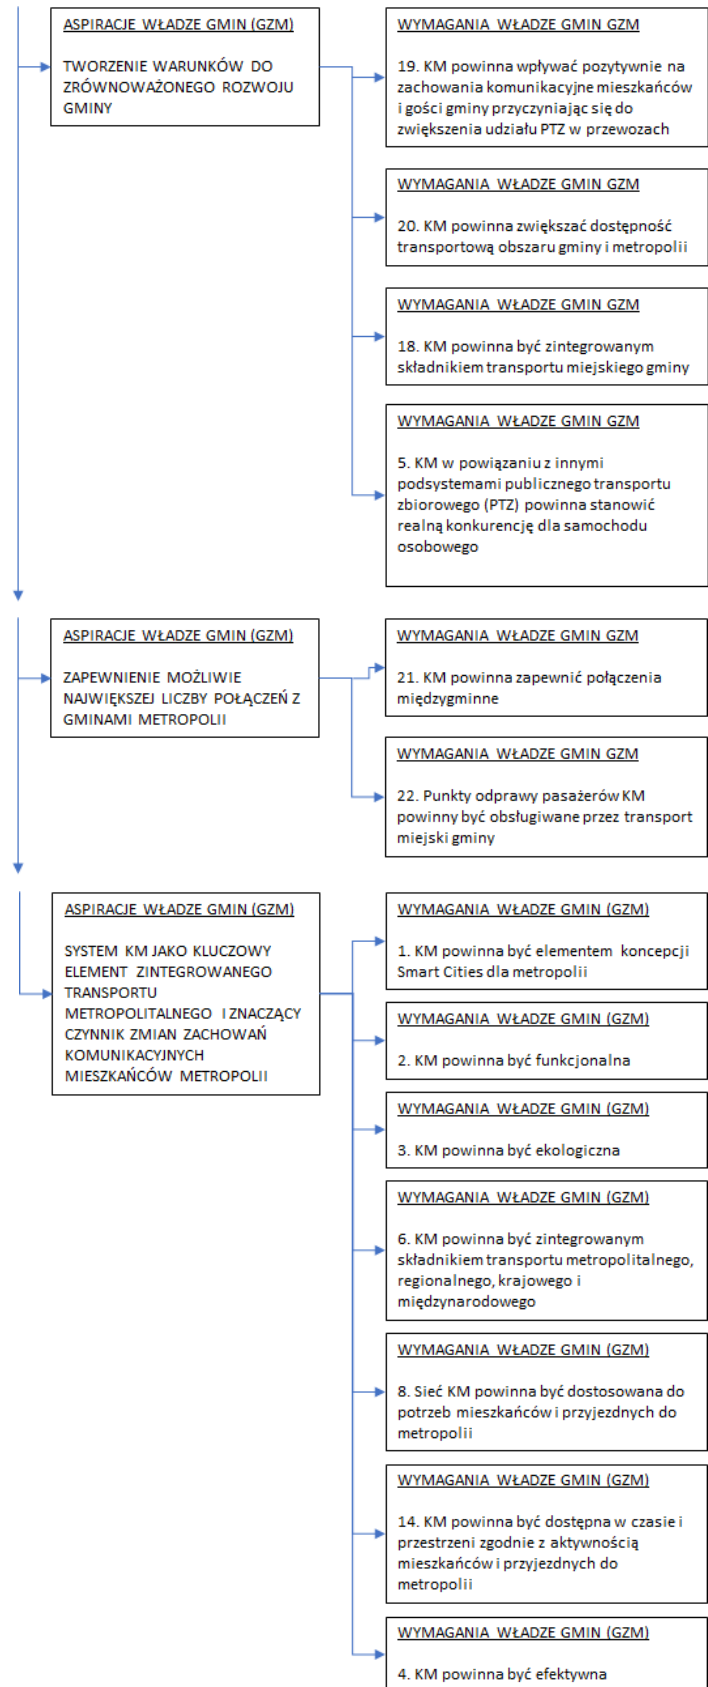 ASPIRACJE WŁADZE GMIN (GZM)
TWORZENIE WARUNKÓW DO
ZRÓWNOWAŻONEGO ROZWOJU
GMINY
WYMAGANIA WŁADZE GMIN GZM
19. KM powinna wpływać pozytywnie na
zachowania komunikacyjne mieszkańców
i gości gminy przyczyniając się do
zwiększenia udziału PTZ w przewozach
WYMAGANIA WŁADZE GMIN GZM
20. KM powinna zwiększać dostępność
transportową obszaru gminy i metropolii
WYMAGANIA WŁADZE GMIN GZM
18. KM powinna być zintegrowanym
składnikiem transportu miejskiego gminy
WYMAGANIA WŁADZE GMIN GZM
5. KM w powiązaniu z innymi
podsystemami publicznego transportu
zbiorowego (PTZ) powinna stanowić
realną konkurencję dla samochodu
osobowego
ASPIRACJE WŁADZE GMIN (GZM)
ZAPEWNIENIE MOŻLIWIE
NAJWIĘKSZEJ LICZBY POŁĄCZEŃ Z
GMINAMI METROPOLII
WYMAGANIA WŁADZE GMIN GZM
21. KM powinna zapewnić połączenia
międzygminne
WYMAGANIA WŁADZE GMIN GZM
22. Punkty odprawy pasażerów KM
powinny być obsługiwane przez transport
miejski gminy
ASPIRACJE WŁADZE GMIN (GZM)
SYSTEM KM JAKO KLUCZOWY
ELEMENT ZINTEGROWANEGO
TRANSPORTU
METROPOLITALNEGO I ZNACZĄCY
CZYNNIK ZMIAN ZACHOWAŃ
KOMUNIKACYJNYCH
MIESZKAŃCÓW METROPOLII
WYMAGANIA WŁADZE GMIN (GZM)
1. KM powinna być elementem koncepcji
Smart Cities dla metropolii
WYMAGANIA WŁADZE GMIN (GZM)
2. KM powinna być funkcjonalna
WYMAGANIA WŁADZE GMIN (GZM)
3. KM powinna być ekologiczna
WYMAGANIA WŁADZE GMIN (GZM)
6. KM powinna być zintegrowanym
składnikiem transportu metropolitalnego,
regionalnego, krajowego i
międzynarodowego
WYMAGANIA WŁADZE GMIN (GZM)
8. Sieć KM powinna być dostosowana do
potrzeb mieszkańców i przyjezdnych do
metropolii
WYMAGANIA WŁADZE GMIN (GZM)
14. KM powinna być dostępna w czasie i
przestrzeni zgodnie z aktywnością
mieszkańców i przyjezdnych do
metropolii
WYMAGANIA WŁADZE GMIN (GZM)
4. KM powinna być efektywna